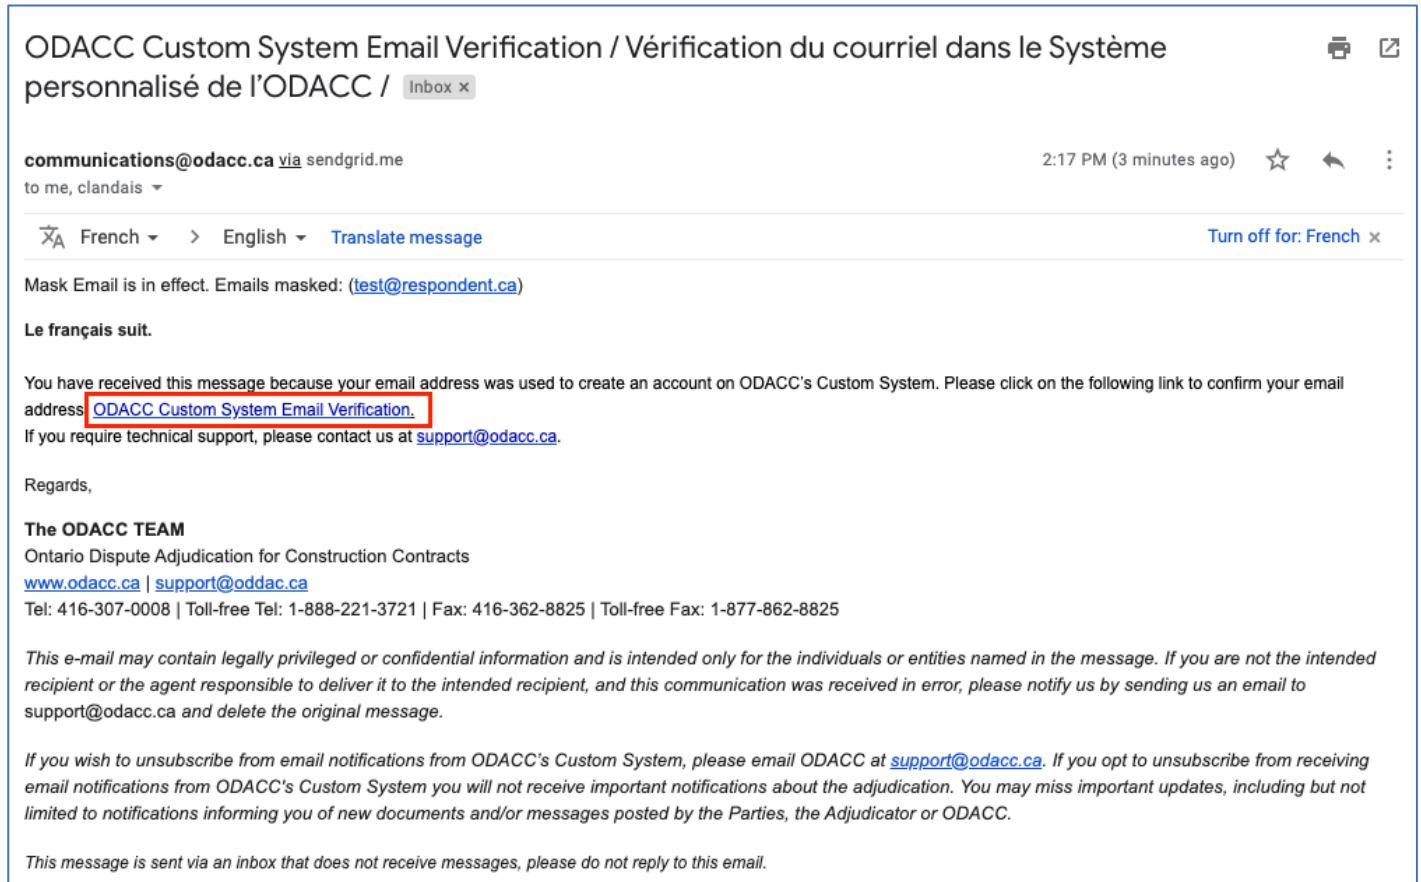 ODACC Custom System Email Verification / Vérification du courriel dans le Système
personnalisé de l'ODACC / Inbox ×
communications@odacc.ca via sendgrid.me 2:17 PM (3 minutes ago)
to me, clandais
French > English Translate message Turn off for: French ×
Mask Email is in effect. Emails masked: (test@respondent.ca)
Le français suit.
You have received this message because your email address was used to create an account on ODACC's Custom System. Please click on the following link to confirm your email
address ODACC Custom System Email Verification.
If you require technical support, please contact us at support@odacc.ca.
Regards,
The ODACC TEAM
Ontario Dispute Adjudication for Construction Contracts
www.odacc.ca | support@oddac.ca
Tel: 416-307-0008 | Toll-free Tel: 1-888-221-3721 | Fax: 416-362-8825 | Toll-free Fax: 1-877-862-8825
This e-mail may contain legally privileged or confidential information and is intended only for the individuals or entities named in the message. If you are not the intended
recipient or the agent responsible to deliver it to the intended recipient, and this communication was received in error, please notify us by sending us an email to
support@odacc.ca and delete the original message.
If you wish to unsubscribe from email notifications from ODACC's Custom System, please email ODACC at support@odacc.ca. If you opt to unsubscribe from receiving
email notifications from ODACC's Custom System you will not receive important notifications about the adjudication. You may miss important updates, including but not
limited to notifications informing you of new documents and/or messages posted by the Parties, the Adjudicator or ODACC.
This message is sent via an inbox that does not receive messages, please do not reply to this email.